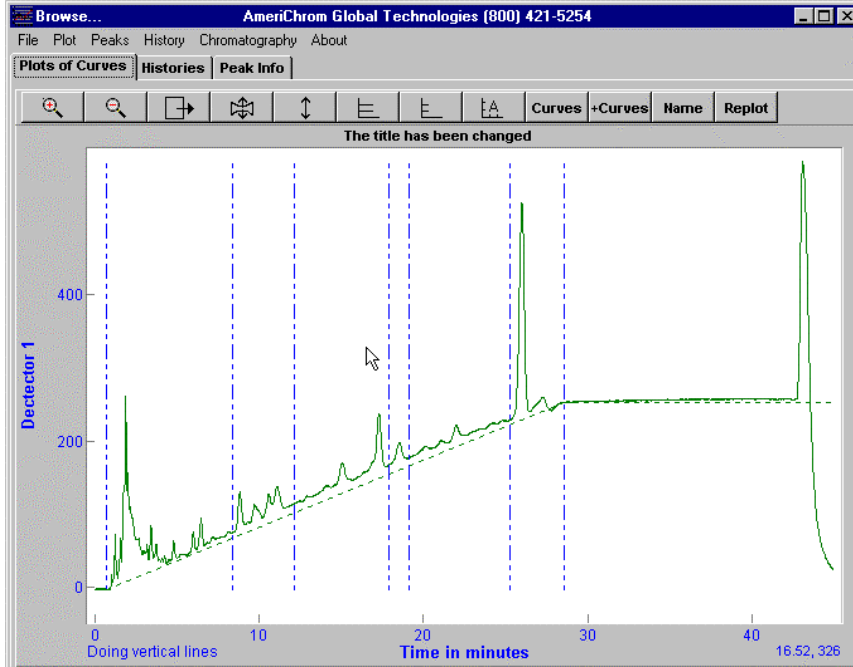 Browse... AmeriChrom Global Technologies (800) 421-5254
File Plot Peaks History Chromatography About
Plots of Curves Histories Peak Info
A Curves +Curves Name Replot
The title has been changed
400
200
0
Dectector 1
0 10 20 30 40
Doing vertical lines Time in minutes 16.52, 326